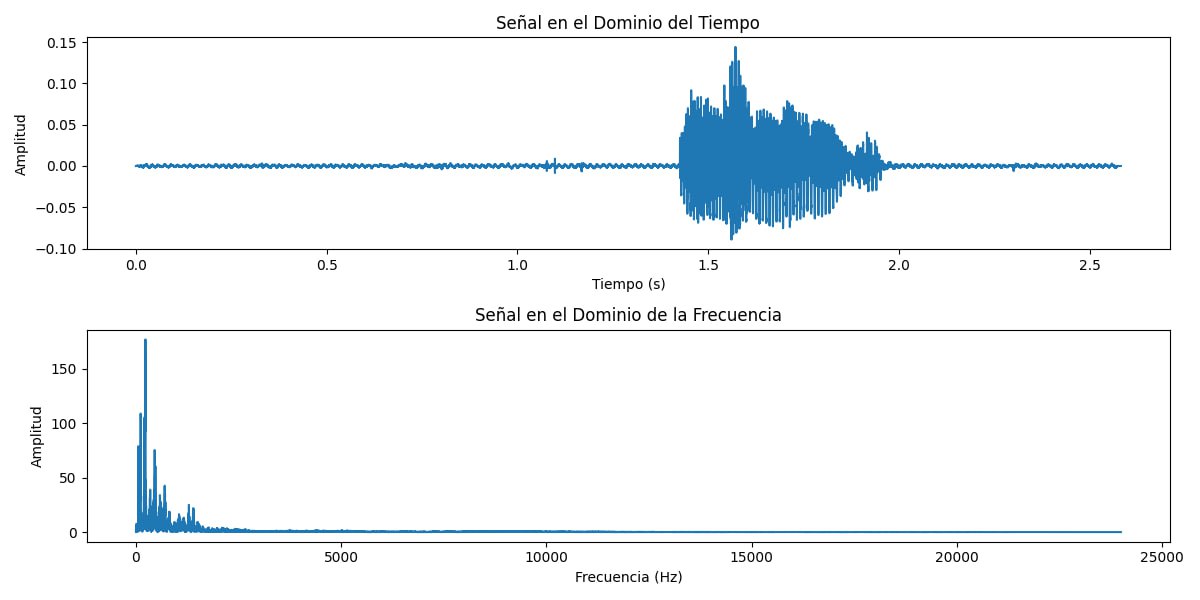 Señal en el Dominio del Tiempo
0.15
0.10
0.05
0.00
−0.05
−0.10
Amplitud
0.0 0.5 1.0 1.5 2.0 2.5
Tiempo (s)
Señal en el Dominio de la Frecuencia
150
100
50
0
Amplitud
0 5000 10000 15000 20000 25000
Frecuencia (Hz)